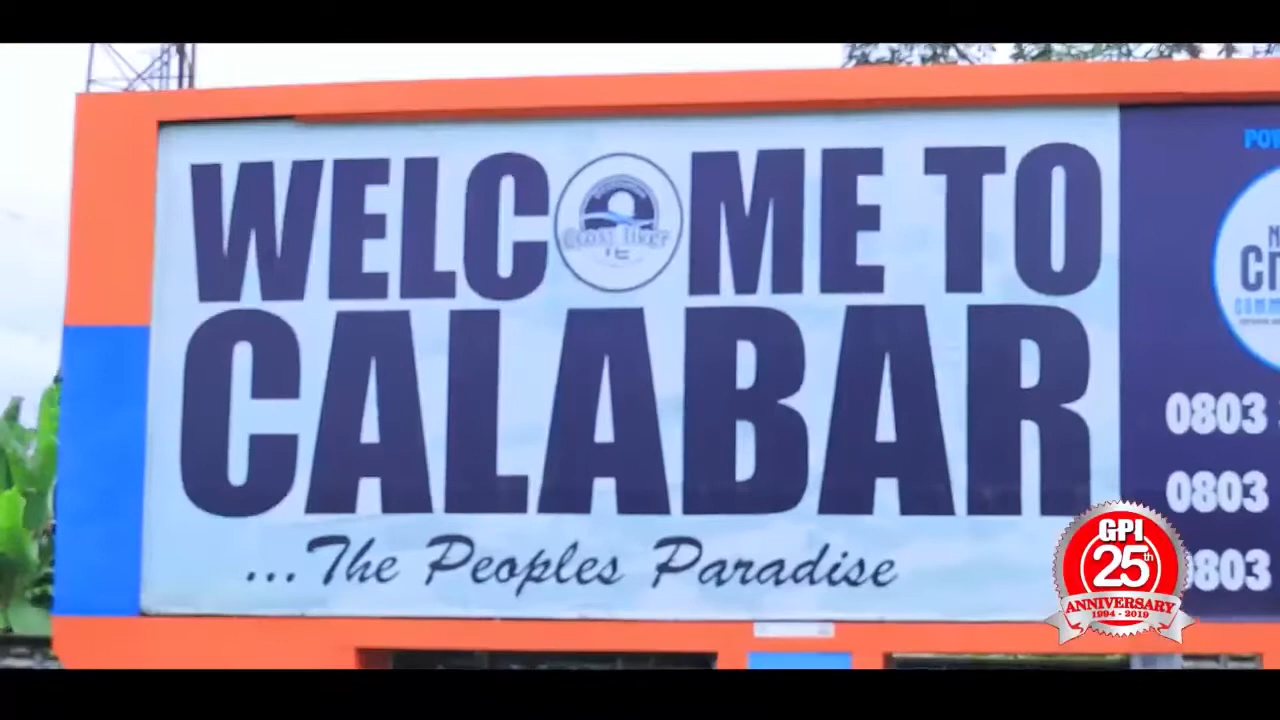 WELCOME TO
CALABAR
...The Peoples Paradise
0803
0803
0803
GPI
25th
ANNIVERSARY
1994 - 2019